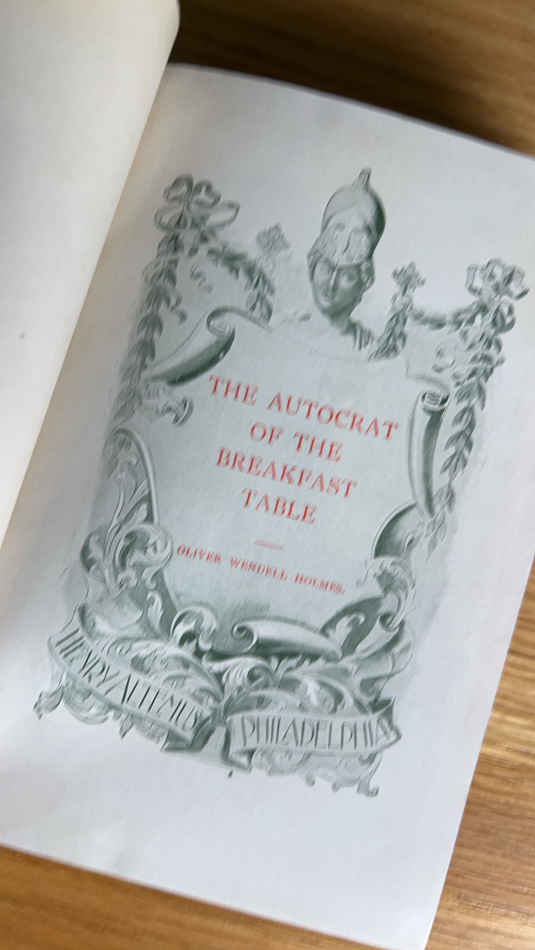 THE AUTOCRAT
OF THE
BREAKFAST
TABLE
OLIVER WENDELL HOLMES.
HENRY ALTEMUS
PHILADELPHIA